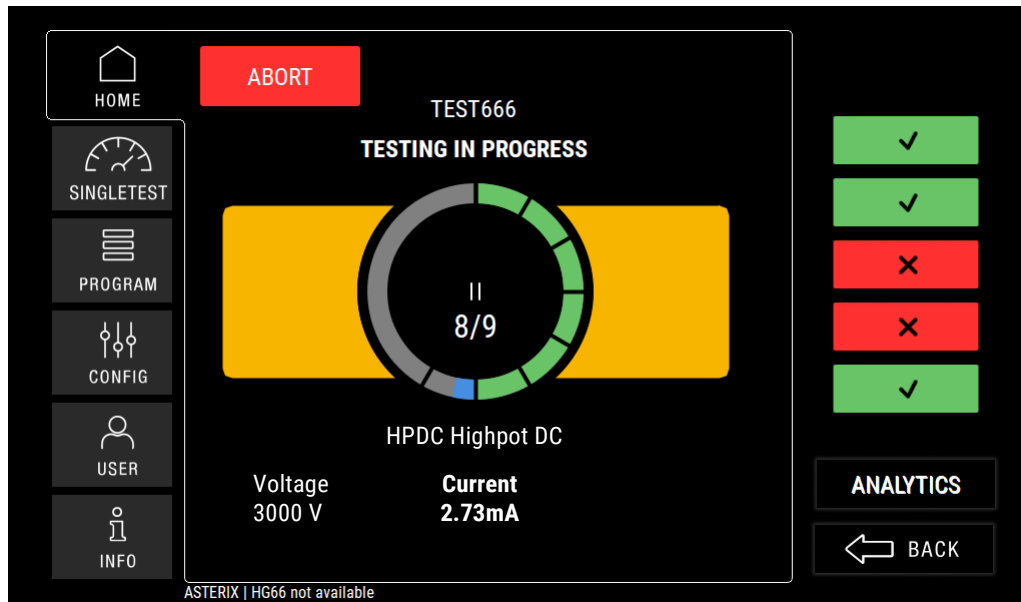 HOME
SINGLETEST
PROGRAM
CONFIG
USER
INFO
ABORT
TEST666
TESTING IN PROGRESS
8/9
HPDC Highpot DC
Voltage Current
3000 V 2.73mA
ANALYTICS
BACK
ASTERIX | HG66 not available